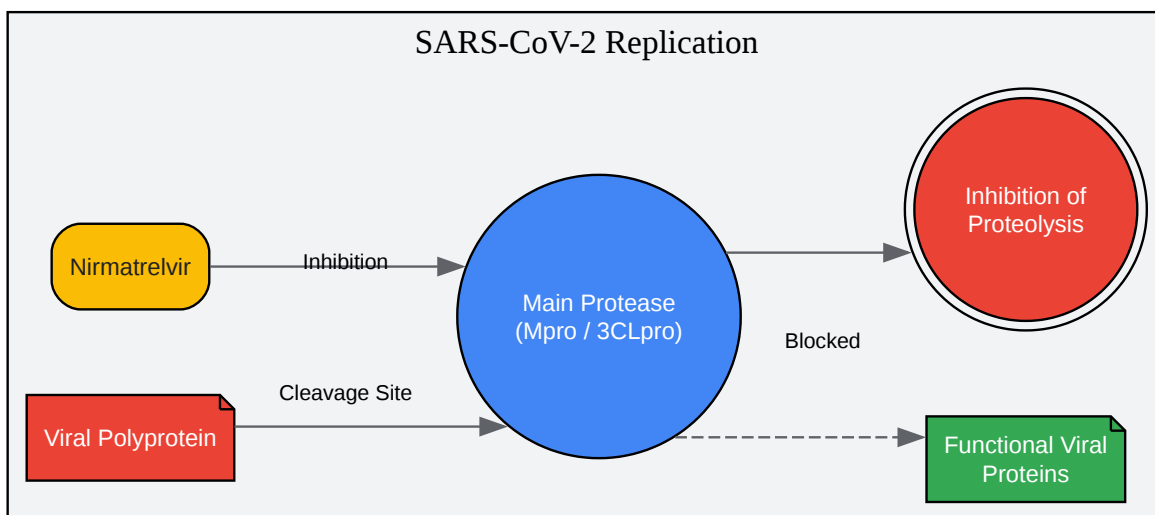 SARS-CoV-2 Replication
Inhibition of
Proteolysis
Nirmatrelvir
Inhibition
Main Protease
(Mpro / 3CLpro)
Blocked
Cleavage Site
Viral Polyprotein
Functional Viral
Proteins